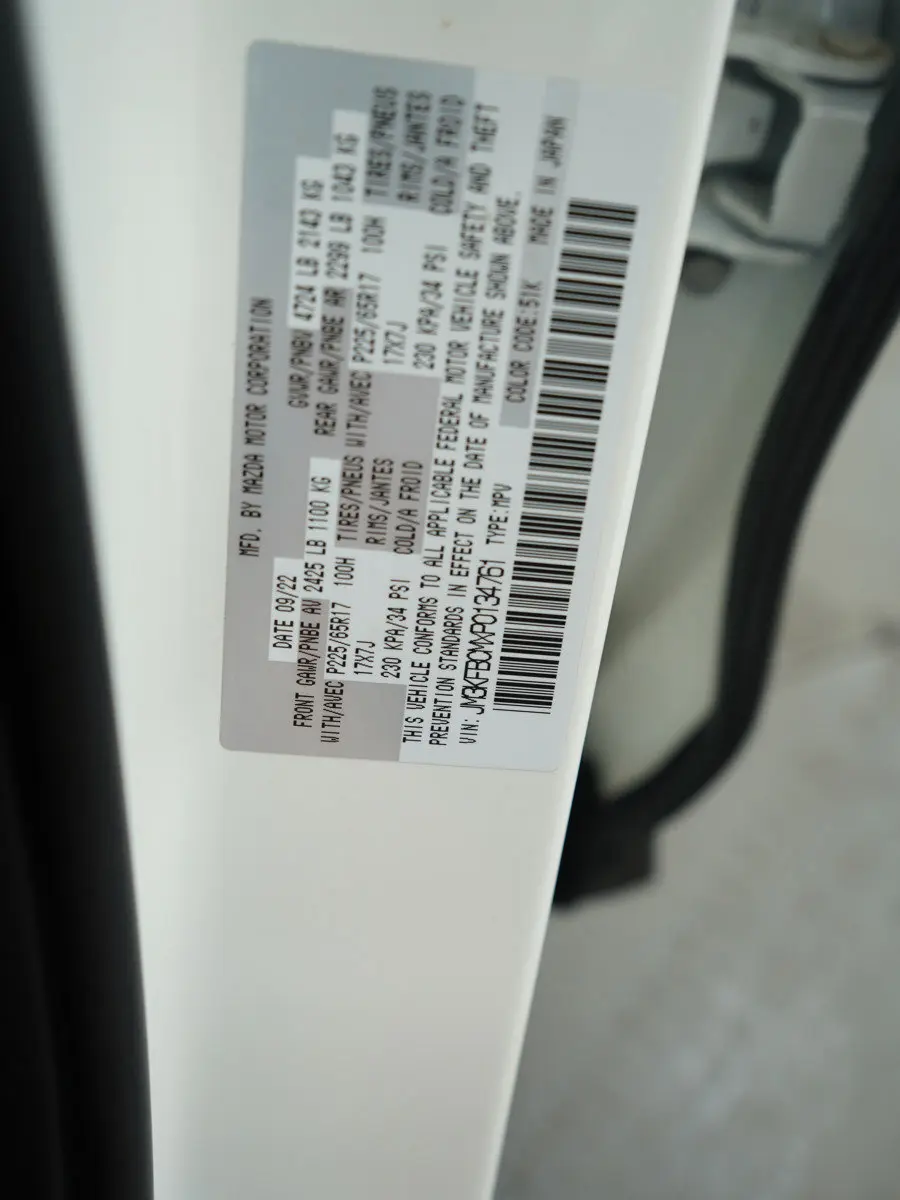 MFD. BY MAZDA MOTOR CORPORATION
DATE 09/22 GVWR/PNBV 4724 LB 2143 KG
FRONT GAWR/PNBE AV 2425 LB 1100 KG REAR GAWR/PNBE AR 2299 LB 1043 KG
WITH/AVEC P225/65R17 100H TIRES/PNEUS WITH/AVEC P225/65R17 100H TIRES/PNEUS
17X7J RIMS/JANTES 17X7J RIMS/JANTES
230 KPA/34 PSI COLD/A FROID 230 KPA/34 PSI COLD/A FROID
THIS VEHICLE CONFORMS TO ALL APPLICABLE FEDERAL MOTOR VEHICLE SAFETY AND THEFT
PREVENTION STANDARDS IN EFFECT ON THE DATE OF MANUFACTURE SHOWN ABOVE.
VIN: JM3KFBCMXP0134761 TYPE:MPV COLOR CODE:51K MADE IN JAPAN